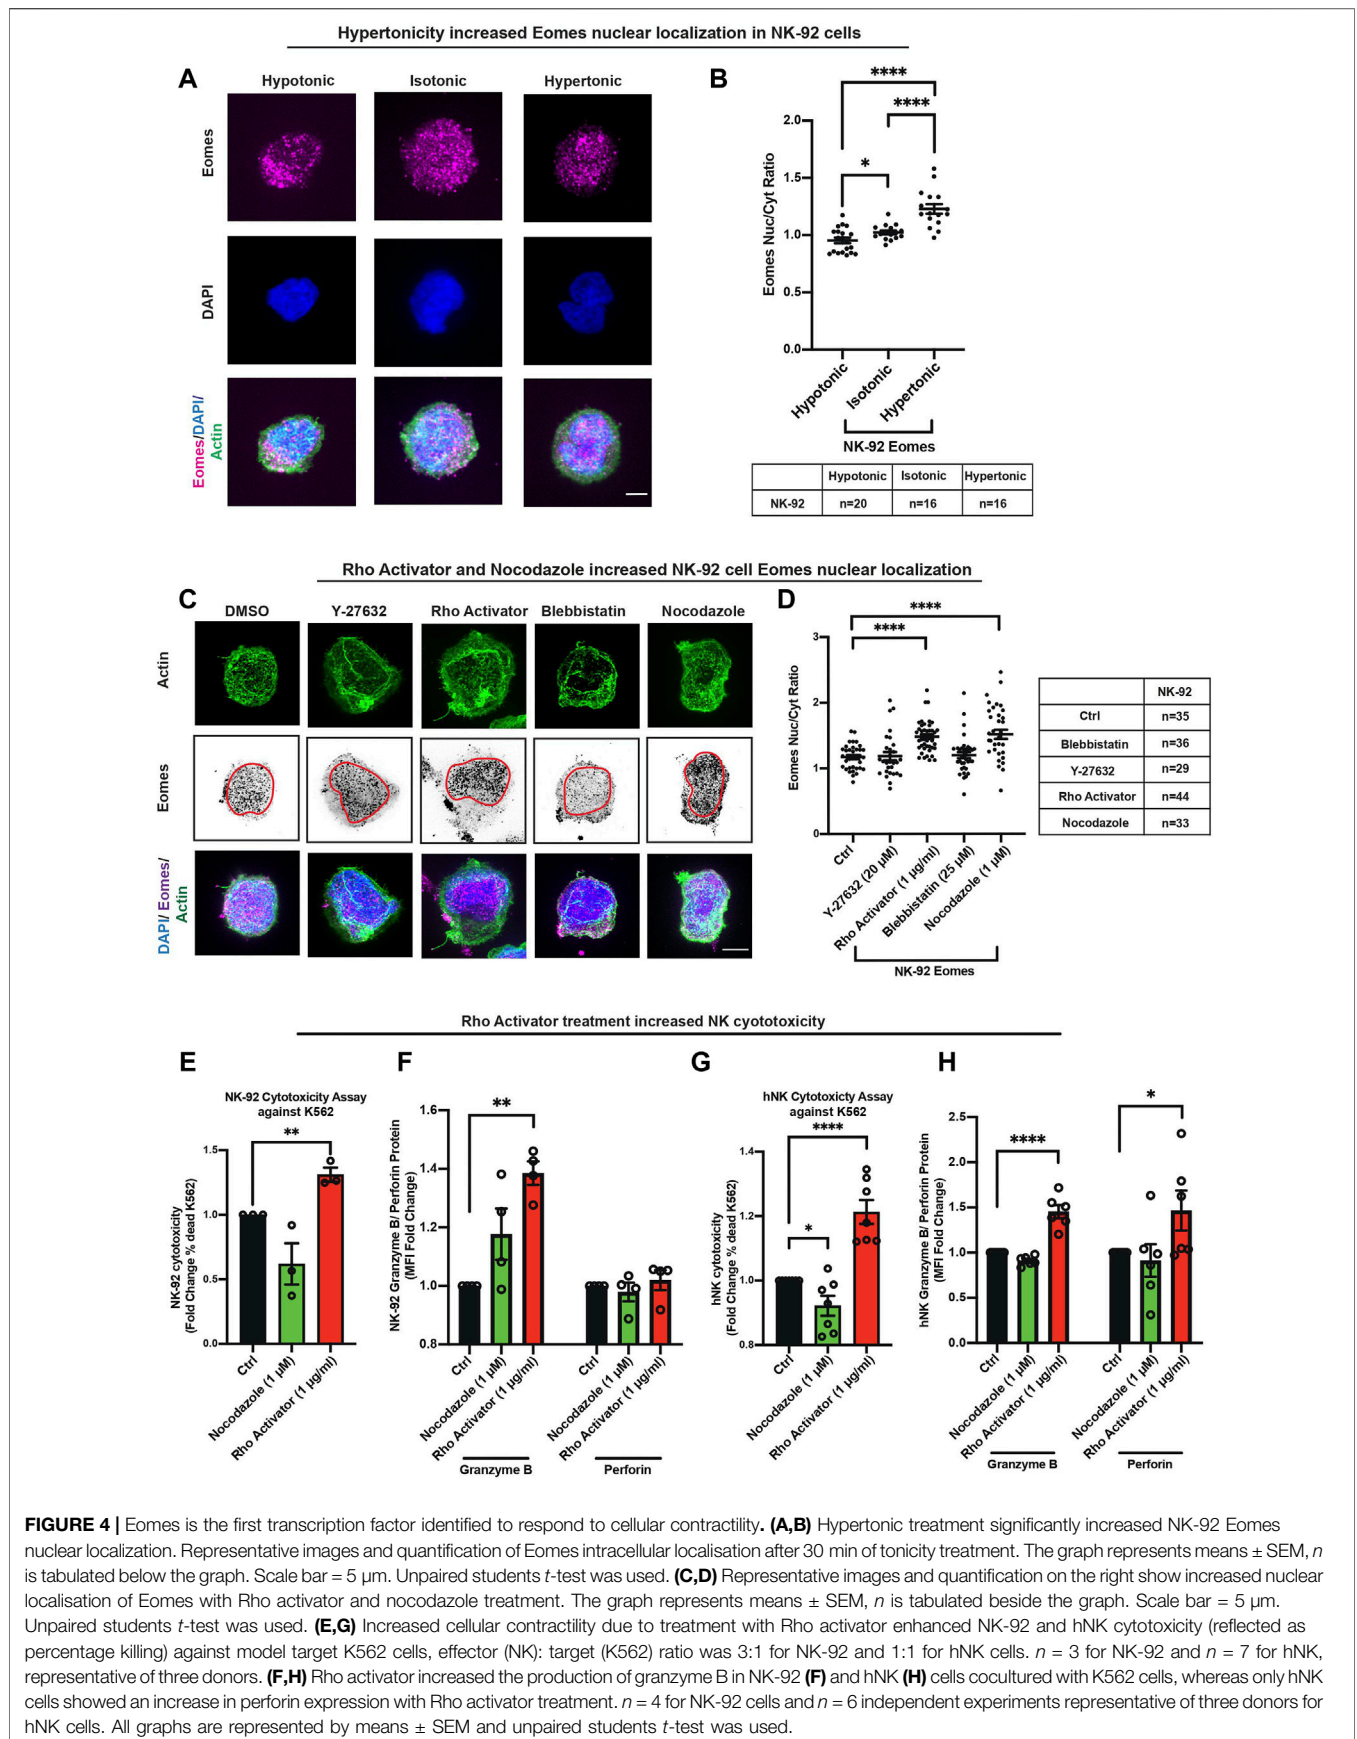 Hypertonicity increased Eomes nuclear localization in NK-92 cells
A
Hypotonic
Isotonic
Hypertonic
Eomes
DAPI
Eomes/DAPI/
Actin
B
****
****
*
2.0
1.5
1.0
0.5
0.0
Eomes Nuc/Cyt Ratio
Hypotonic
Isotonic
Hypertonic
NK-92 Eomes
Hypotonic Isotonic Hypertonic
NK-92 n=20 n=16 n=16
Rho Activator and Nocodazole increased NK-92 cell Eomes nuclear localization
C
DMSO
Y-27632
Rho Activator
Blebbistatin
Nocodazole
Actin
Eomes
DAPI/ Eomes/
Actin
D
****
****
3
2
1
0
Eomes Nuc/Cyt Ratio
Ctrl
Y-27632 (20 µM)
Rho Activator (1 µg/ml)
Blebbistatin (25 µM)
Nocodazole (1 µM)
NK-92 Eomes
NK-92
Ctrl n=35
Blebbistatin n=36
Y-27632 n=29
Rho Activator n=44
Nocodazole n=33
Rho Activator treatment increased NK cyototoxicity
E
NK-92 Cytotoxicity Assay
against K562
**
1.5
1.0
0.5
0.0
NK-92 cytotoxicity
(Fold Change % dead K562)
Ctrl
Nocodazole (1 µM)
Rho Activator (1 µg/ml)
F
**
1.6
1.4
1.2
1.0
0.8
NK-92 Granzyme B/ Perforin Protein
(MFI Fold Change)
Ctrl
Nocodazole (1 µM)
Rho Activator (1 µg/ml)
Ctrl
Nocodazole (1 µM)
Rho Activator (1 µg/ml)
Granzyme B
Perforin
G
hNK Cytotoxicty Assay
against K562
****
*
1.4
1.2
1.0
0.8
hNK cytotoxicity
(Fold Change % dead K562)
Ctrl
Nocodazole (1 µM)
Rho Activator (1 µg/ml)
H
****
*
2.5
2.0
1.5
1.0
0.5
0.0
hNK Granzyme B/ Perforin Protein
(MFI Fold Change)
Ctrl
Nocodazole (1 µM)
Rho Activator (1 µg/ml)
Ctrl
Nocodazole (1 µM)
Rho Activator (1 µg/ml)
Granzyme B
Perforin
FIGURE 4 | Eomes is the first transcription factor identified to respond to cellular contractility. (A,B) Hypertonic treatment significantly increased NK-92 Eomes
nuclear localization. Representative images and quantification of Eomes intracellular localisation after 30 min of tonicity treatment. The graph represents means ± SEM, n
is tabulated below the graph. Scale bar = 5 µm. Unpaired students t-test was used. (C,D) Representative images and quantification on the right show increased nuclear
localisation of Eomes with Rho activator and nocodazole treatment. The graph represents means ± SEM, n is tabulated beside the graph. Scale bar = 5 µm.
Unpaired students t-test was used. (E,G) Increased cellular contractility due to treatment with Rho activator enhanced NK-92 and hNK cytotoxicity (reflected as
percentage killing) against model target K562 cells, effector (NK): target (K562) ratio was 3:1 for NK-92 and 1:1 for hNK cells. n = 3 for NK-92 and n = 7 for hNK,
representative of three donors. (F,H) Rho activator increased the production of granzyme B in NK-92 (F) and hNK (H) cells cocultured with K562 cells, whereas only hNK
cells showed an increase in perforin expression with Rho activator treatment. n = 4 for NK-92 cells and n = 6 independent experiments representative of three donors for
hNK cells. All graphs are represented by means ± SEM and unpaired students t-test was used.